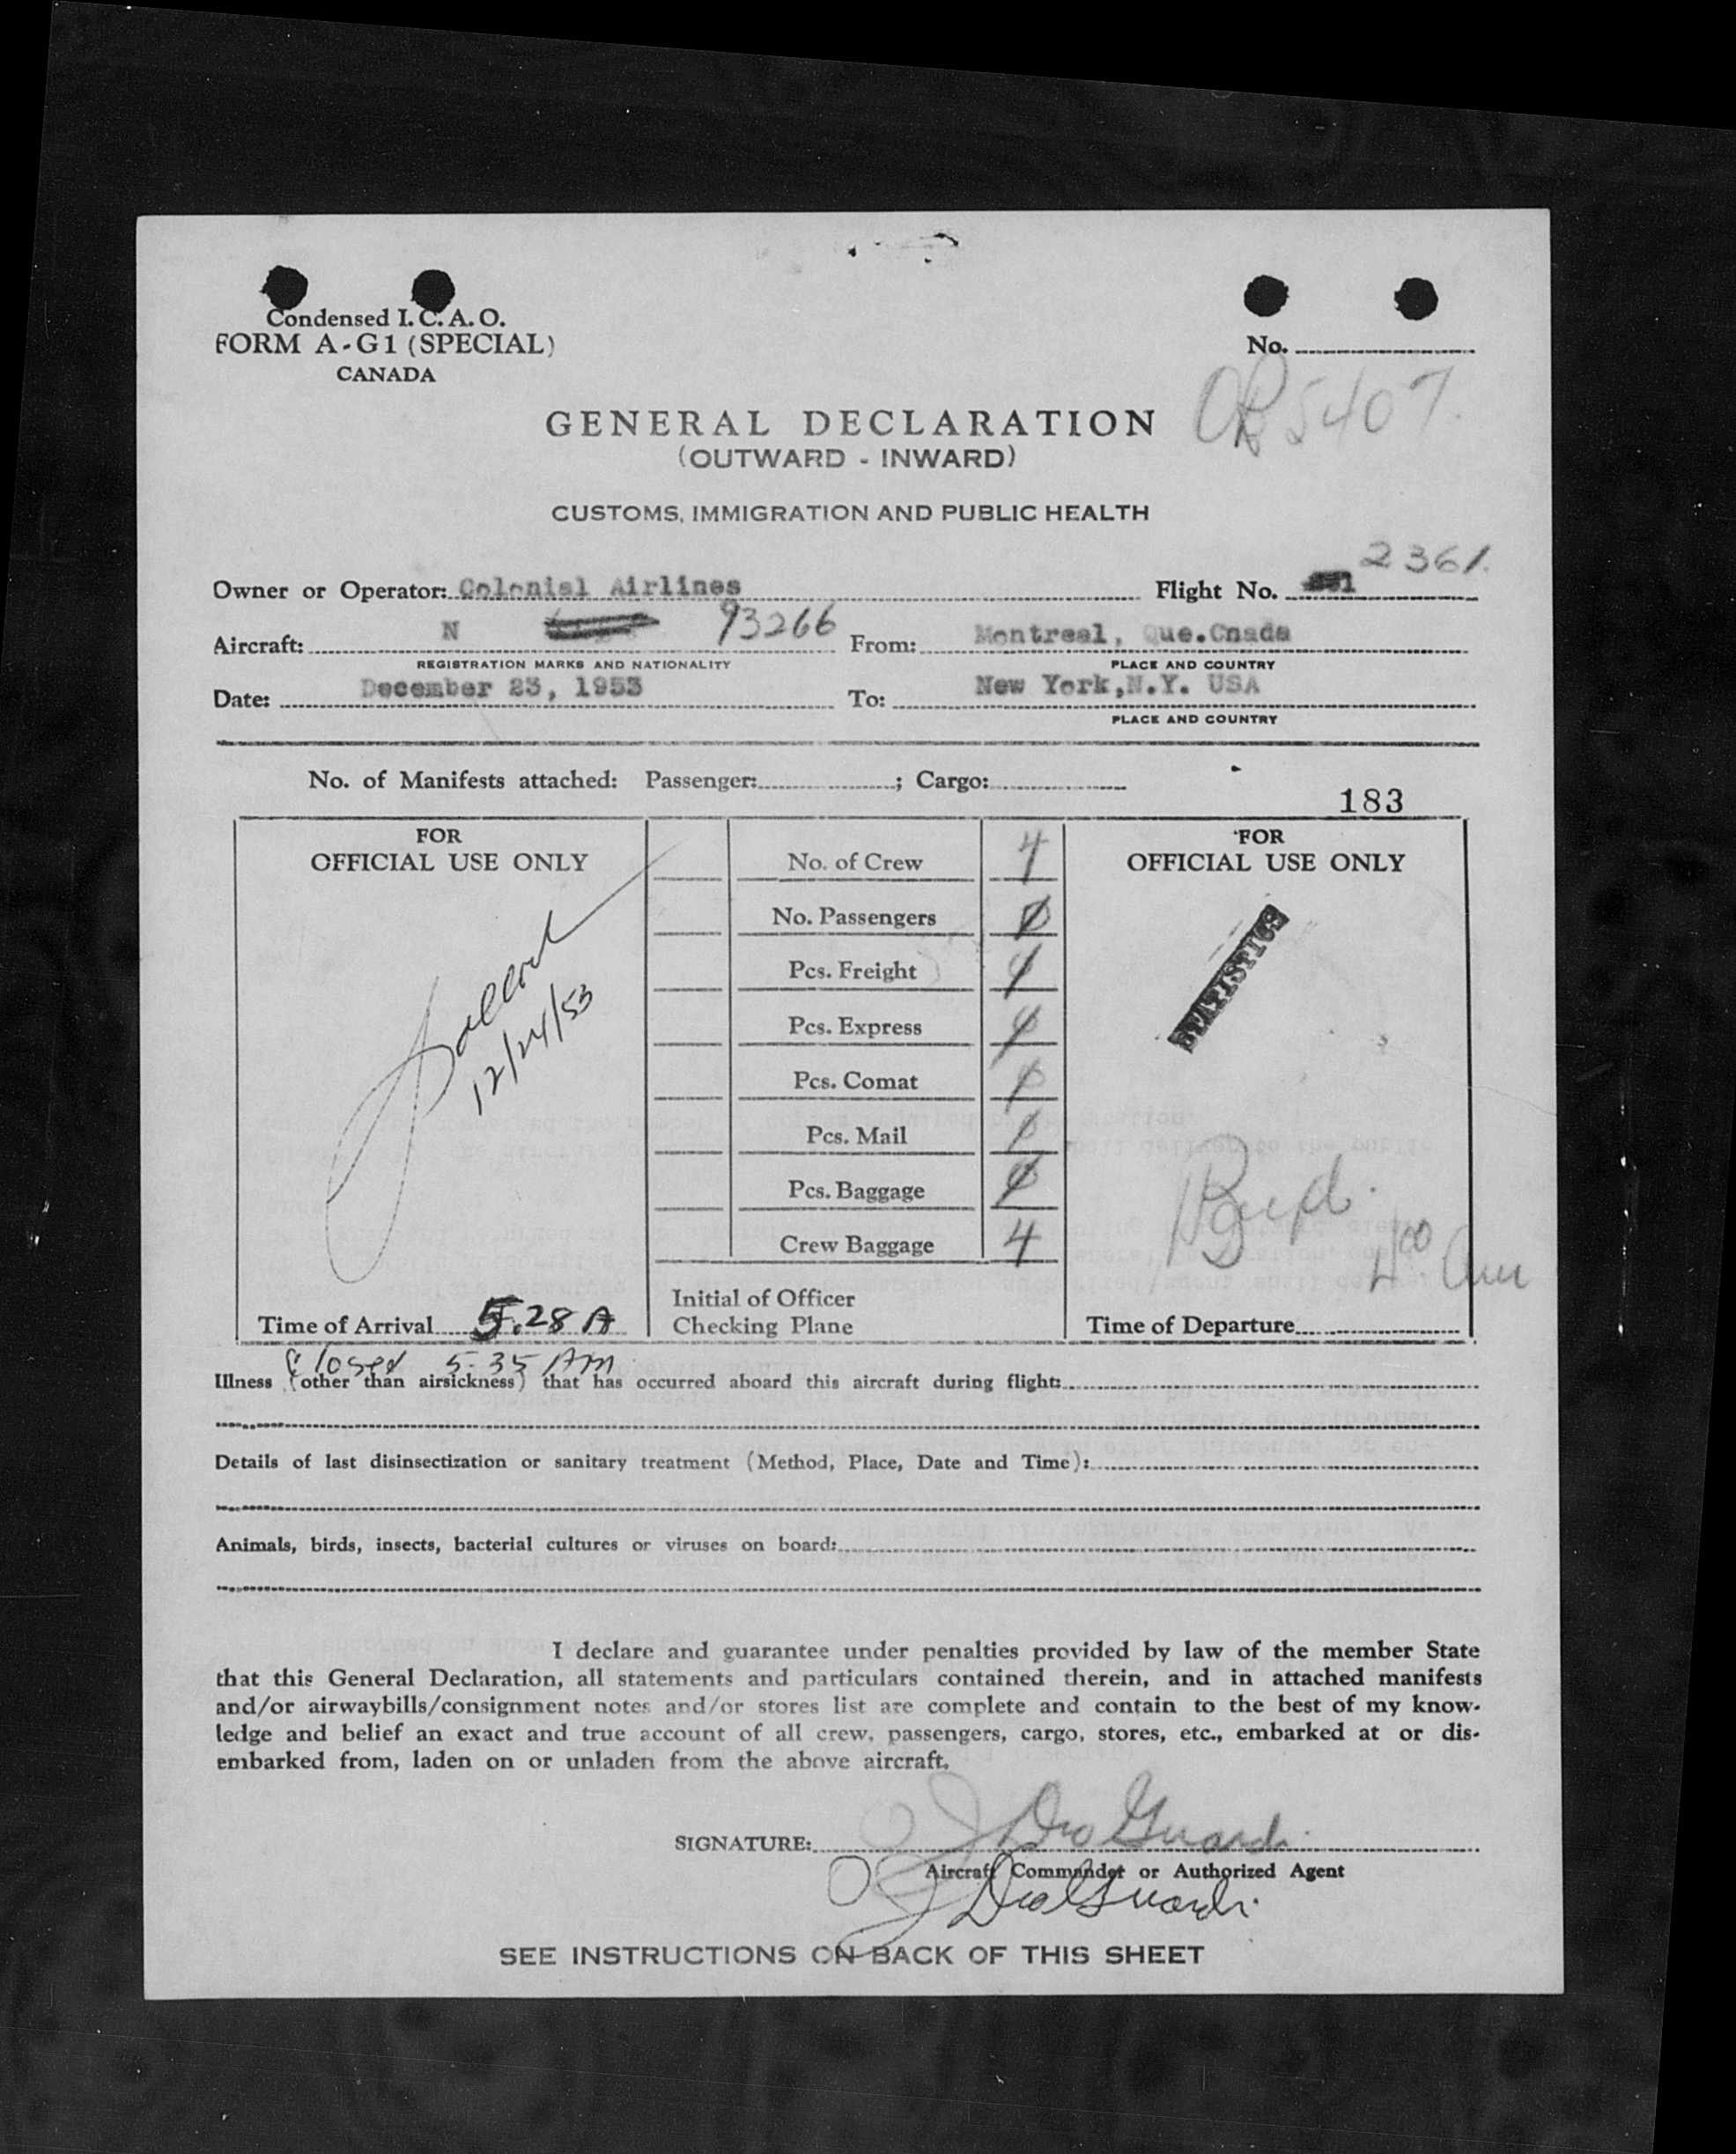 Condensed I. C. A. O.
FORM A-G1 (SPECIAL)
CANADA
No.
5407.
GENERAL DECLARATION
(OUTWARD - INWARD)
CUSTOMS, IMMIGRATION AND PUBLIC HEALTH
Owner or Operator: Colonial Airlines Flight No. 2361.
Aircraft: N 93266 From: Montreal, Que.Cnada
REGISTRATION MARKS AND NATIONALITY PLACE AND COUNTRY
Date: December 23, 1953 To: New York,N.Y. USA
PLACE AND COUNTRY
No. of Manifests attached: Passenger: ; Cargo:
183
FOR
OFFICIAL USE ONLY
12/24/53
Time of Arrival 5.28 A
No. of Crew 4
No. Passengers 0
Pcs. Freight
Pcs. Express
Pcs. Comat
Pcs. Mail
Pcs. Baggage
Crew Baggage 4
Initial of Officer
Checking Plane
FOR
OFFICIAL USE ONLY
STATISTICS
4 00 Am
Time of Departure
Closed 5:35 AM
Illness (other than airsickness) that has occurred aboard this aircraft during flight:
Details of last disinsectization or sanitary treatment (Method, Place, Date and Time):
Animals, birds, insects, bacterial cultures or viruses on board:
I declare and guarantee under penalties provided by law of the member State
that this General Declaration, all statements and particulars contained therein, and in attached manifests
and/or airwaybills/consignment notes and/or stores list are complete and contain to the best of my know-
ledge and belief an exact and true account of all crew, passengers, cargo, stores, etc., embarked at or dis-
embarked from, laden on or unladen from the above aircraft.
SIGNATURE:
Aircraft Commander or Authorized Agent
SEE INSTRUCTIONS ON BACK OF THIS SHEET